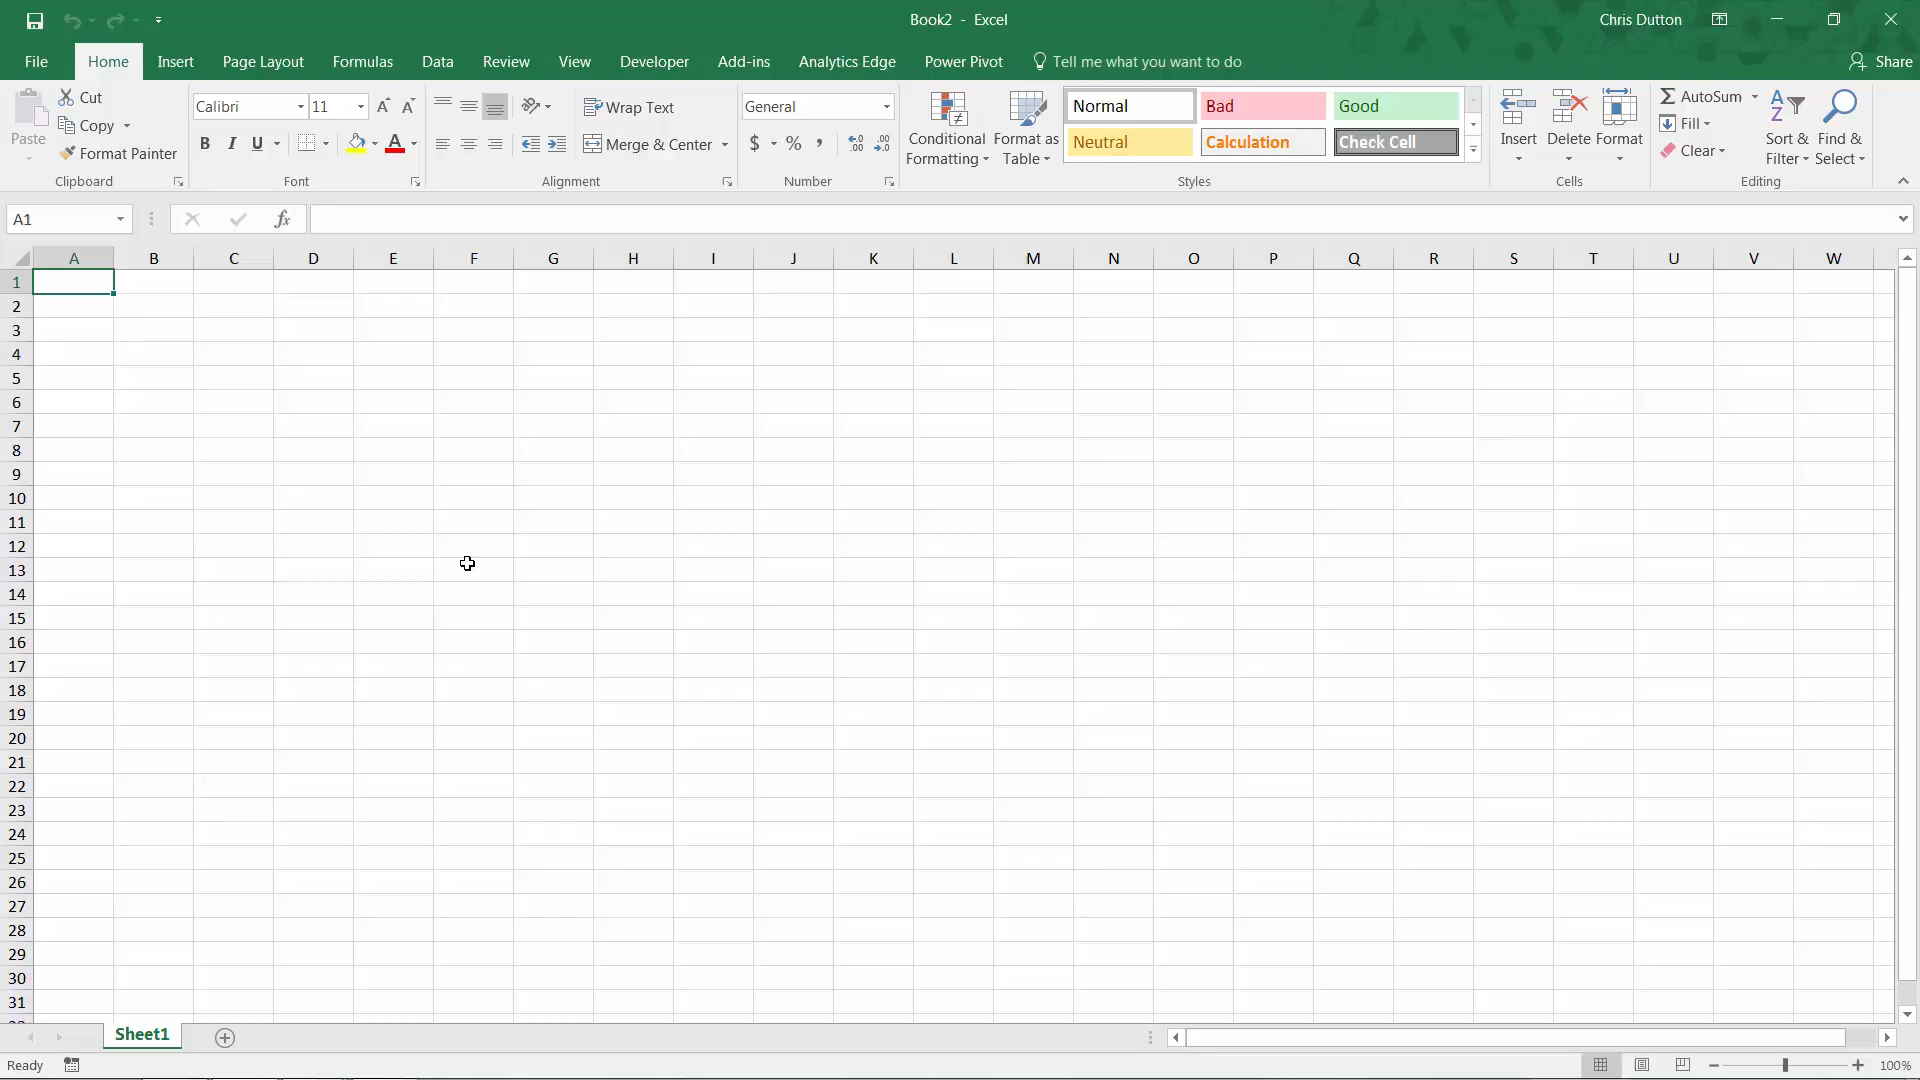 Book2 - Excel
Chris Dutton
File Home Insert Page Layout Formulas Data Review View Developer Add-ins Analytics Edge Power Pivot Tell me what you want to do Share
Cut
Copy
Format Painter
Paste
Clipboard
Calibri 11
B I U A
Font
Wrap Text
Merge & Center
Alignment
General
$ % ,
Number
Conditional Formatting
Format as Table
Normal Bad Good
Neutral Calculation Check Cell
Styles
Insert Delete Format
Cells
AutoSum
Fill
Clear
Sort & Filter
Find & Select
Editing
A1 fx
A B C D E F G H I J K L M N O P Q R S T U V W
1
2
3
4
5
6
7
8
9
10
11
12
13
14
15
16
17
18
19
20
21
22
23
24
25
26
27
28
29
30
31
Sheet1
Ready 100%